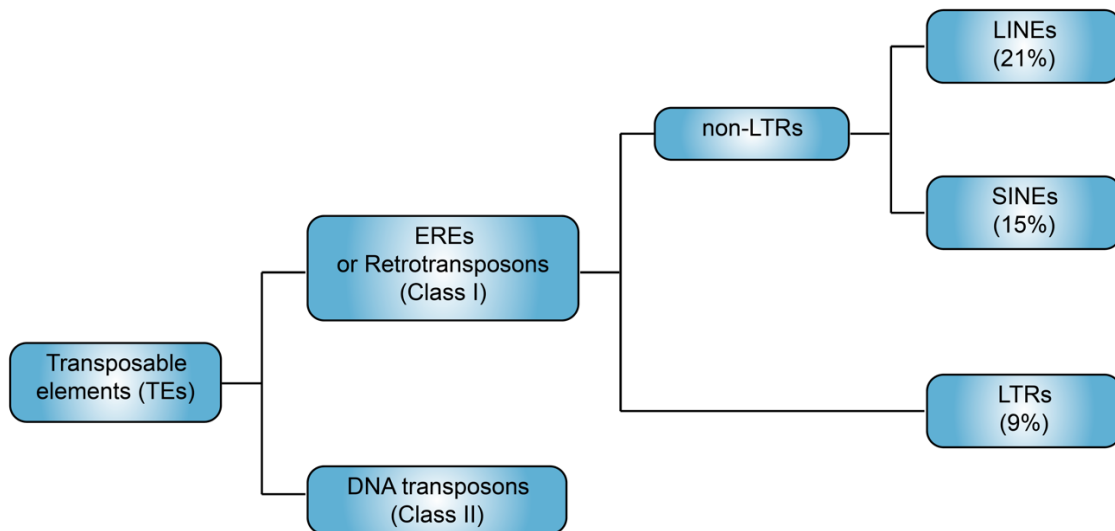 Transposable
elements (TEs)
EREs
or Retrotransposons
(Class I)
DNA transposons
(Class II)
non-LTRs
LINEs
(21%)
SINEs
(15%)
LTRs
(9%)